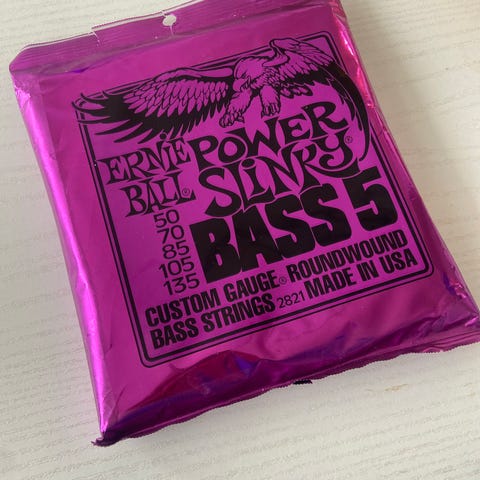 ERNIE BALL®
POWER SLINKY®
BASS 5
50
70
85
105
135
CUSTOM GAUGE® ROUNDWOUND
BASS STRINGS 2821 MADE IN USA